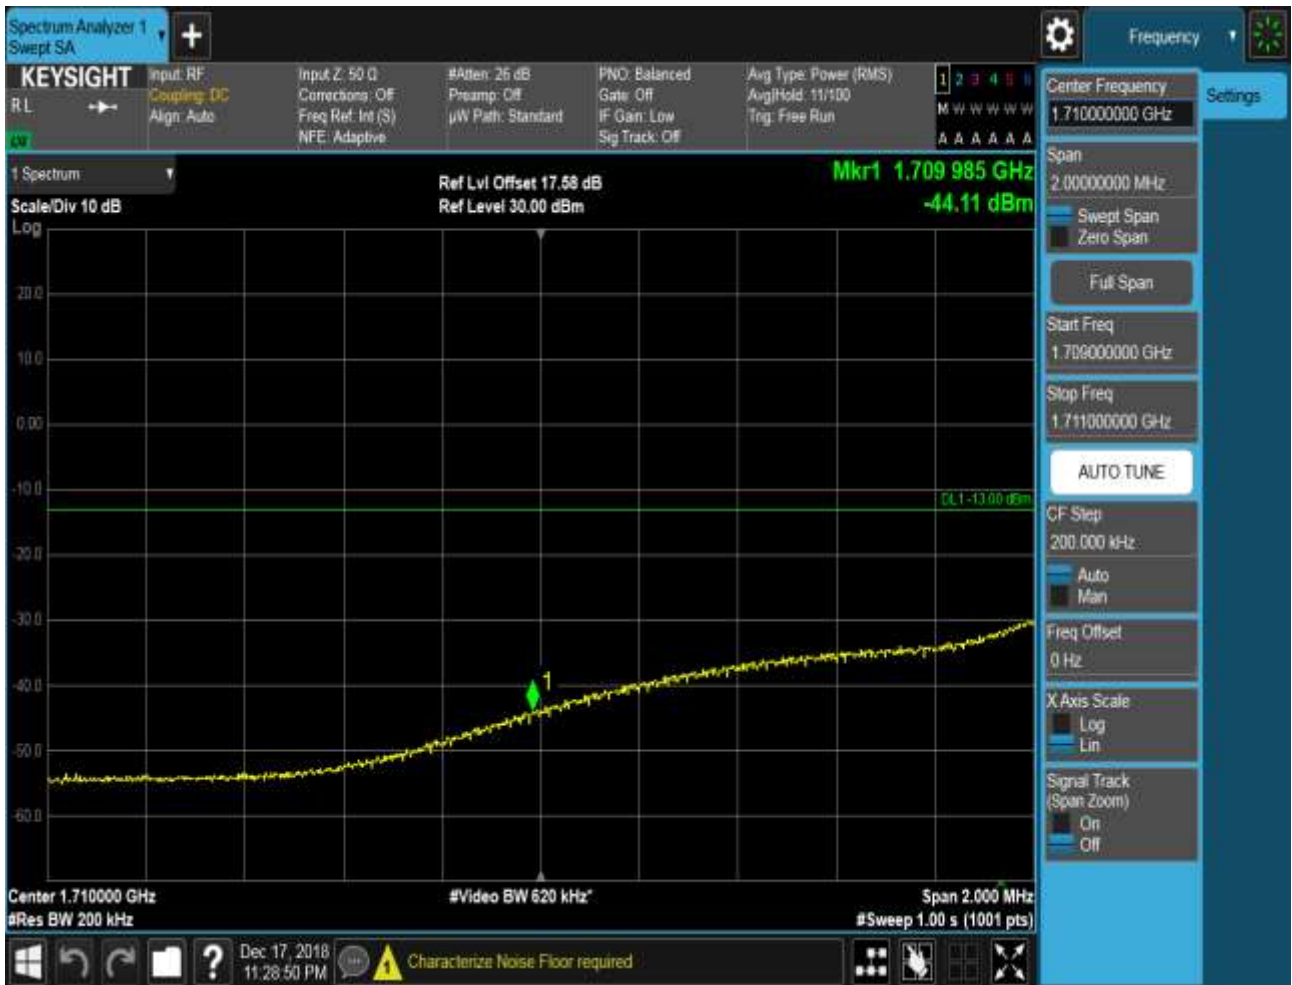 Spectrum Analyzer 1
Swept SA
+
Frequency
KEYSIGHT
R L
Input: RF
Coupling: DC
Align: Auto
Input Z: 50 Ω
Corrections: Off
Freq Ref: Int (S)
NFE: Adaptive
#Atten: 26 dB
Preamp: Off
µW Path: Standard
PNO: Balanced
Gate: Off
IF Gain: Low
Sig Track: Off
Avg Type: Power (RMS)
Avg|Hold: 11/100
Trig: Free Run
1 2 3 4 5 6
M W W W W W
A A A A A A
1 Spectrum
Scale/Div 10 dB
Log
Ref Lvl Offset 17.58 dB
Ref Level 30.00 dBm
Mkr1 1.709 985 GHz
-44.11 dBm
20.0
10.0
0.00
-10.0
DL1 -13.00 dBm
-20.0
-30.0
-40.0
1
-50.0
-60.0
Center 1.710000 GHz
#Res BW 200 kHz
#Video BW 620 kHz*
Span 2.000 MHz
#Sweep 1.00 s (1001 pts)
Center Frequency
1.710000000 GHz
Settings
Span
2.00000000 MHz
Swept Span
Zero Span
Full Span
Start Freq
1.709000000 GHz
Stop Freq
1.711000000 GHz
AUTO TUNE
CF Step
200.000 kHz
Auto
Man
Freq Offset
0 Hz
X Axis Scale
Log
Lin
Signal Track
(Span Zoom)
On
Off
?
Dec 17, 2018
11:28:50 PM
1
Characterize Noise Floor required